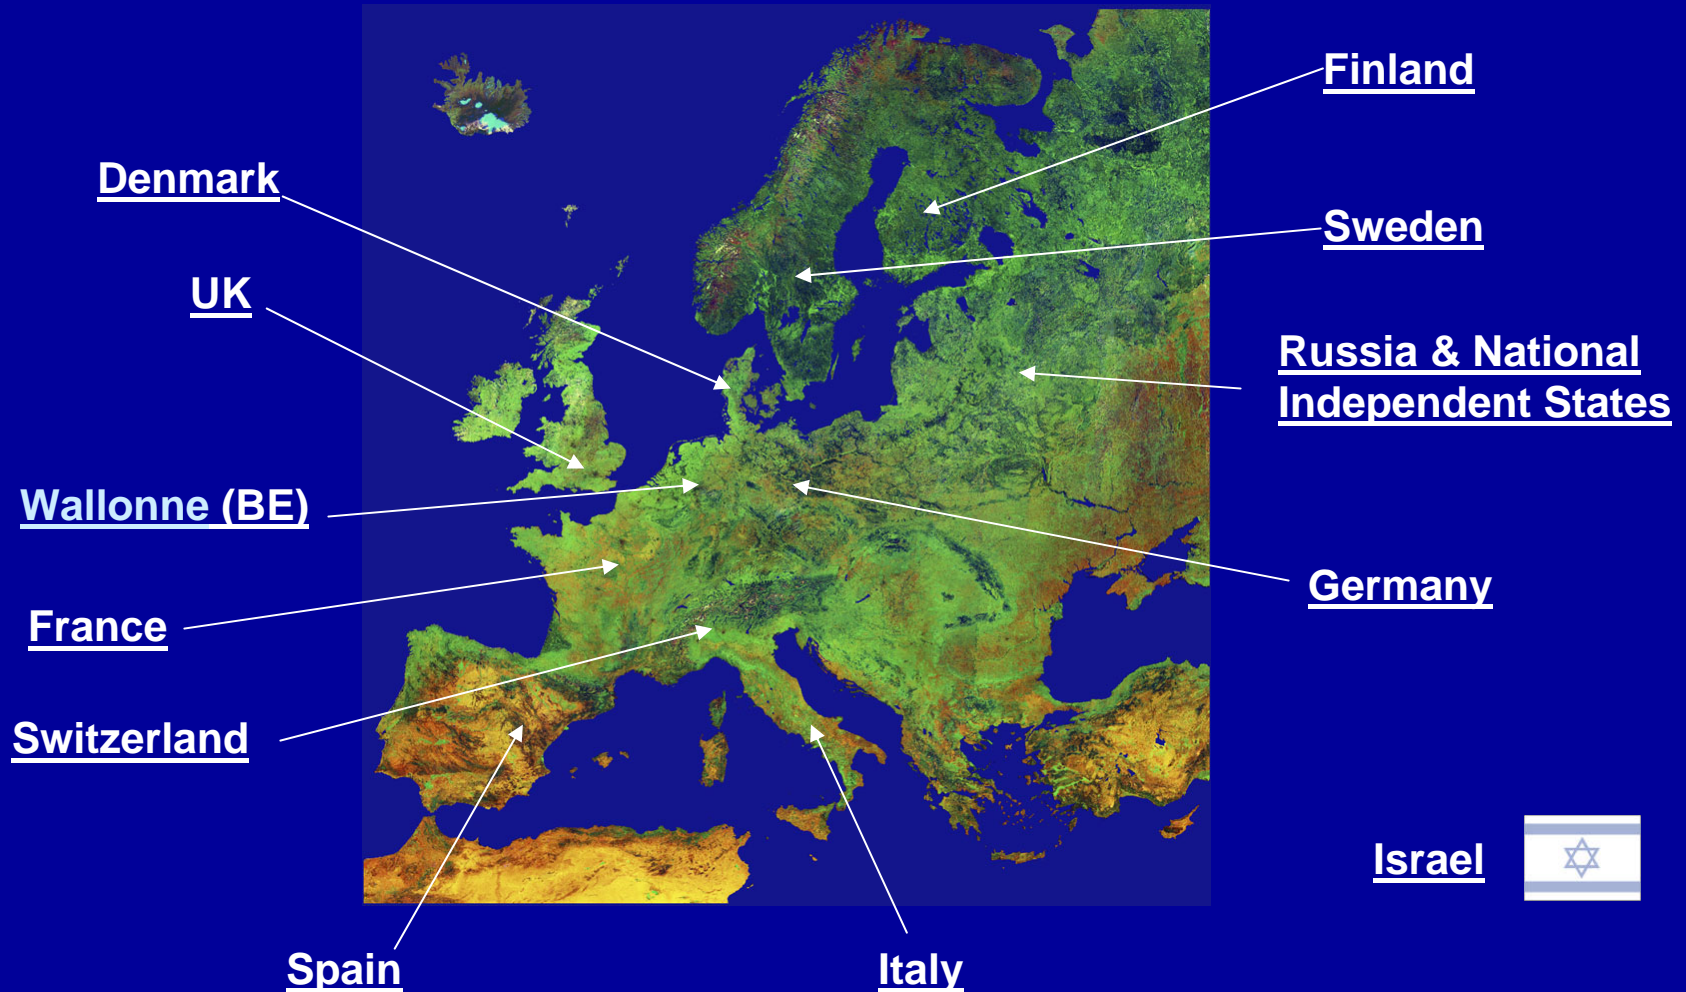 Finland
Denmark
Sweden
UK
Russia & National
Independent States
Wallonne (BE)
Germany
France
Switzerland
Israel
Spain
Italy